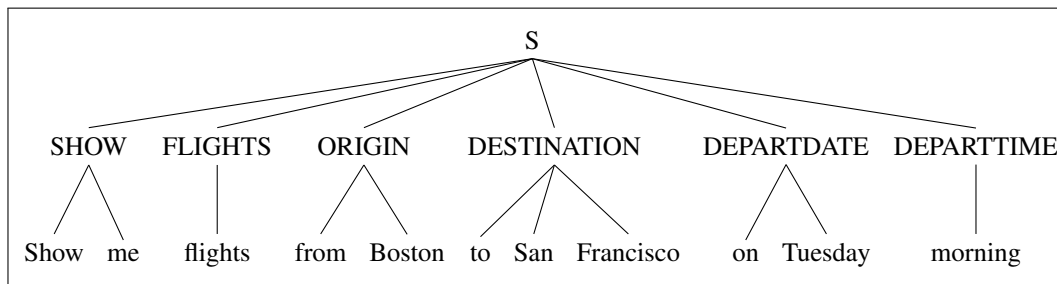 S
SHOW FLIGHTS ORIGIN DESTINATION DEPARTDATE DEPARTTIME
Show me flights from Boston to San Francisco on Tuesday morning